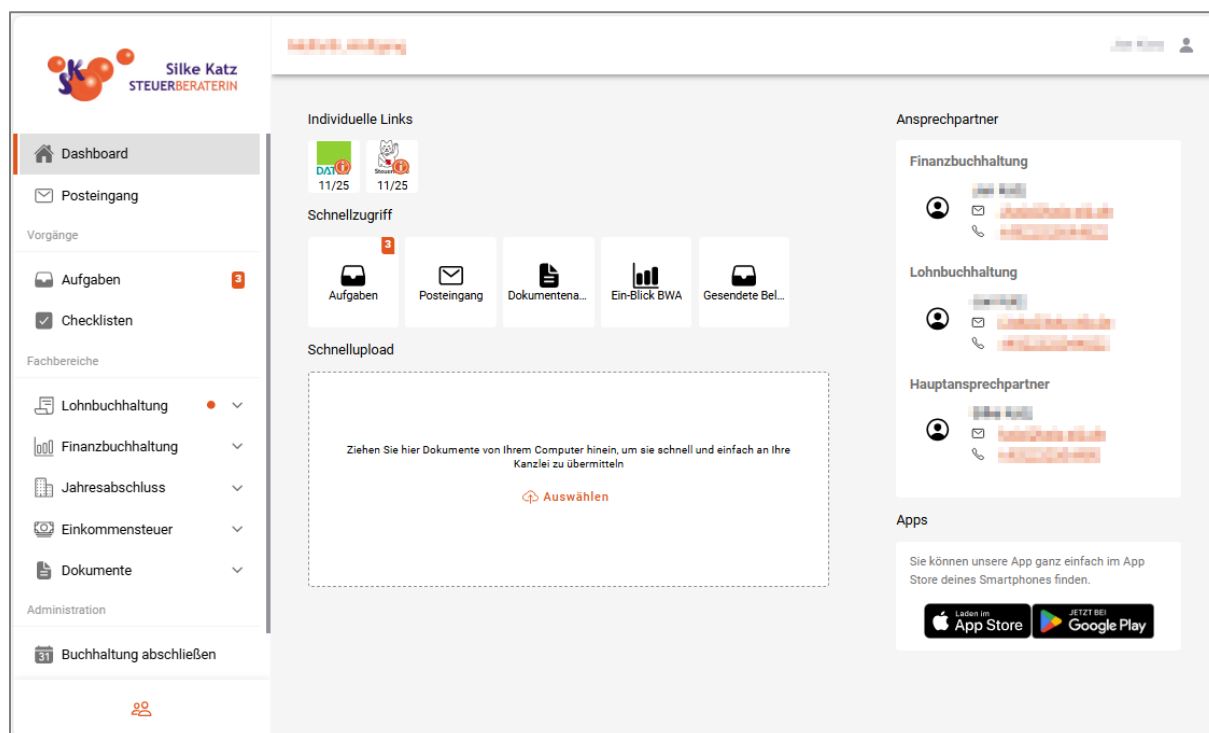 SK
Silke Katz
STEUERBERATERIN
Dashboard
Posteingang
Vorgänge
Aufgaben 3
Checklisten
Fachbereiche
Lohnbuchhaltung
Finanzbuchhaltung
Jahresabschluss
Einkommensteuer
Dokumente
Administration
31 Buchhaltung abschließen
Individuelle Links
11/25 11/25
Schnellzugriff
3
Aufgaben Posteingang Dokumentena... Ein-Blick BWA Gesendete Bel...
Schnellupload
Ziehen Sie hier Dokumente von Ihrem Computer hinein, um sie schnell und einfach an Ihre
Kanzlei zu übermitteln
Auswählen
Ansprechpartner
Finanzbuchhaltung
Lohnbuchhaltung
Hauptansprechpartner
Apps
Sie können unsere App ganz einfach im App
Store deines Smartphones finden.
Laden im
App Store
JETZT BEI
Google Play